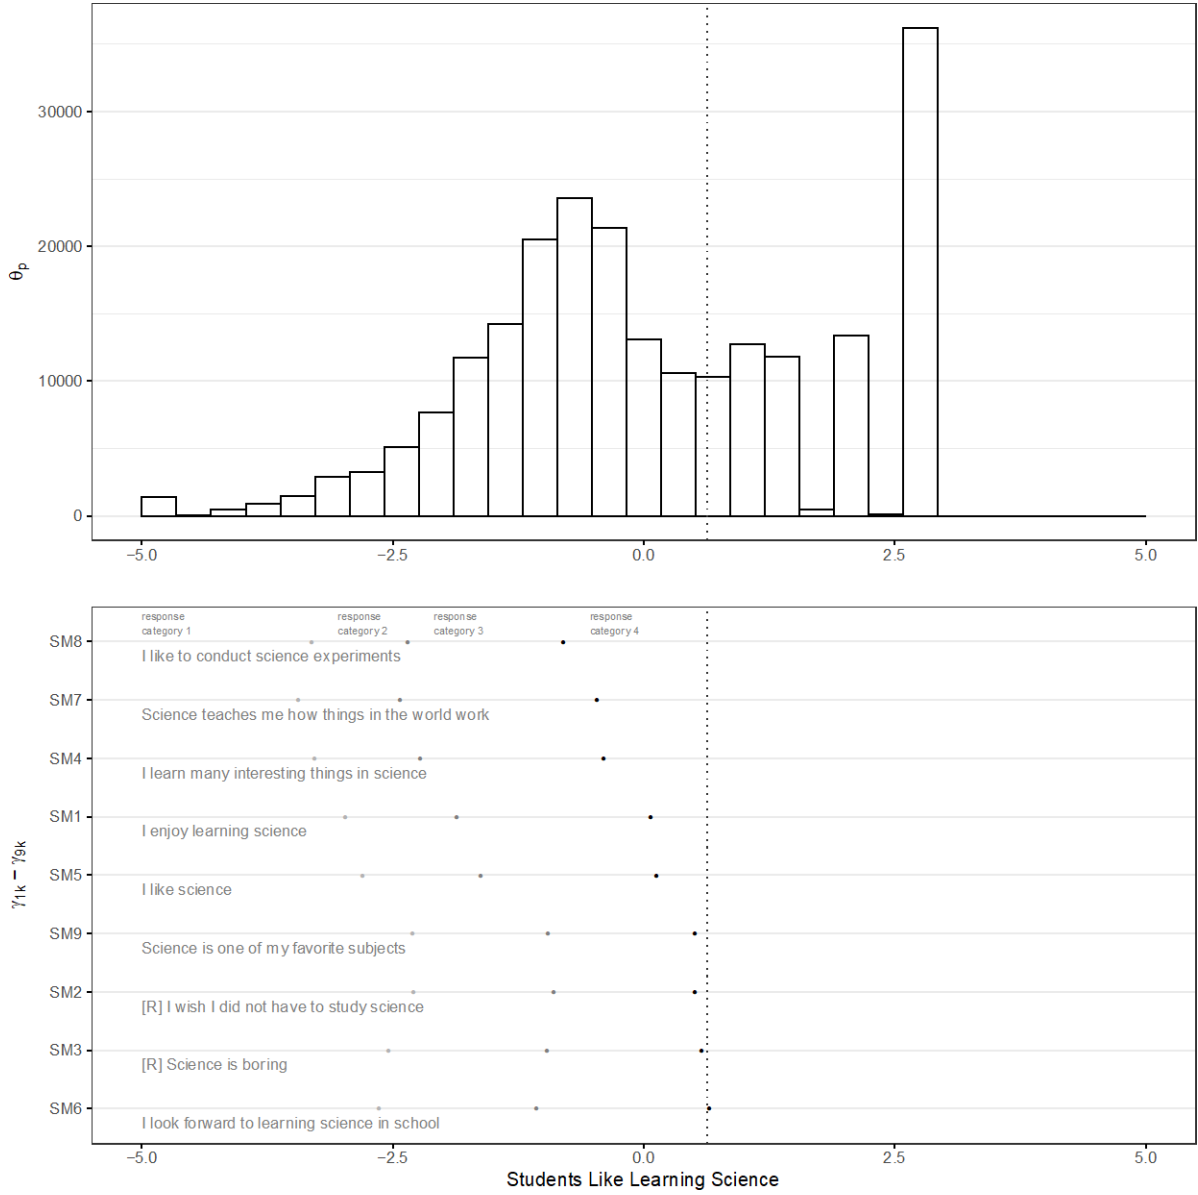 30000
20000
10000
0
θp
−5.0 −2.5 0.0 2.5 5.0
response response response response
category 1 category 2 category 3 category 4
SM8
I like to conduct science experiments
SM7
Science teaches me how things in the world work
SM4
I learn many interesting things in science
SM1
I enjoy learning science
SM5
I like science
SM9
Science is one of my favorite subjects
SM2
[R] I wish I did not have to study science
SM3
[R] Science is boring
SM6
I look forward to learning science in school
γ1k − γ9k
−5.0 −2.5 0.0 2.5 5.0
Students Like Learning Science